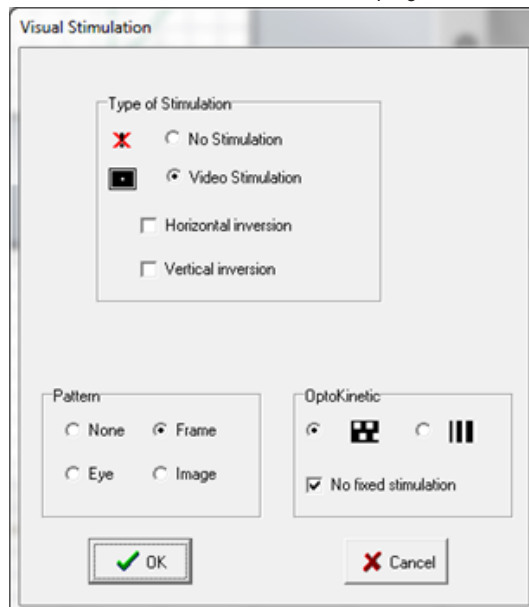 Visual Stimulation
Type of Stimulation
No Stimulation
Video Stimulation
Horizontal inversion
Vertical inversion
Pattern
None Frame
Eye Image
OptoKinetic
No fixed stimulation
OK Cancel